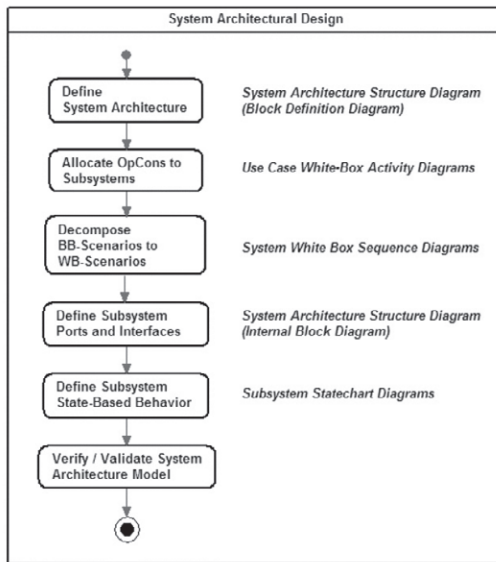 System Architectural Design
Define
System Architecture
System Architecture Structure Diagram
(Block Definition Diagram)
Allocate OpCons to
Subsystems
Use Case White-Box Activity Diagrams
Decompose
BB-Scenarios to
WB-Scenarios
System White Box Sequence Diagrams
Define Subsystem
Ports and Interfaces
System Architecture Structure Diagram
(Internal Block Diagram)
Define Subsystem
State-Based Behavior
Subsystem Statechart Diagrams
Verify / Validate System
Architecture Model